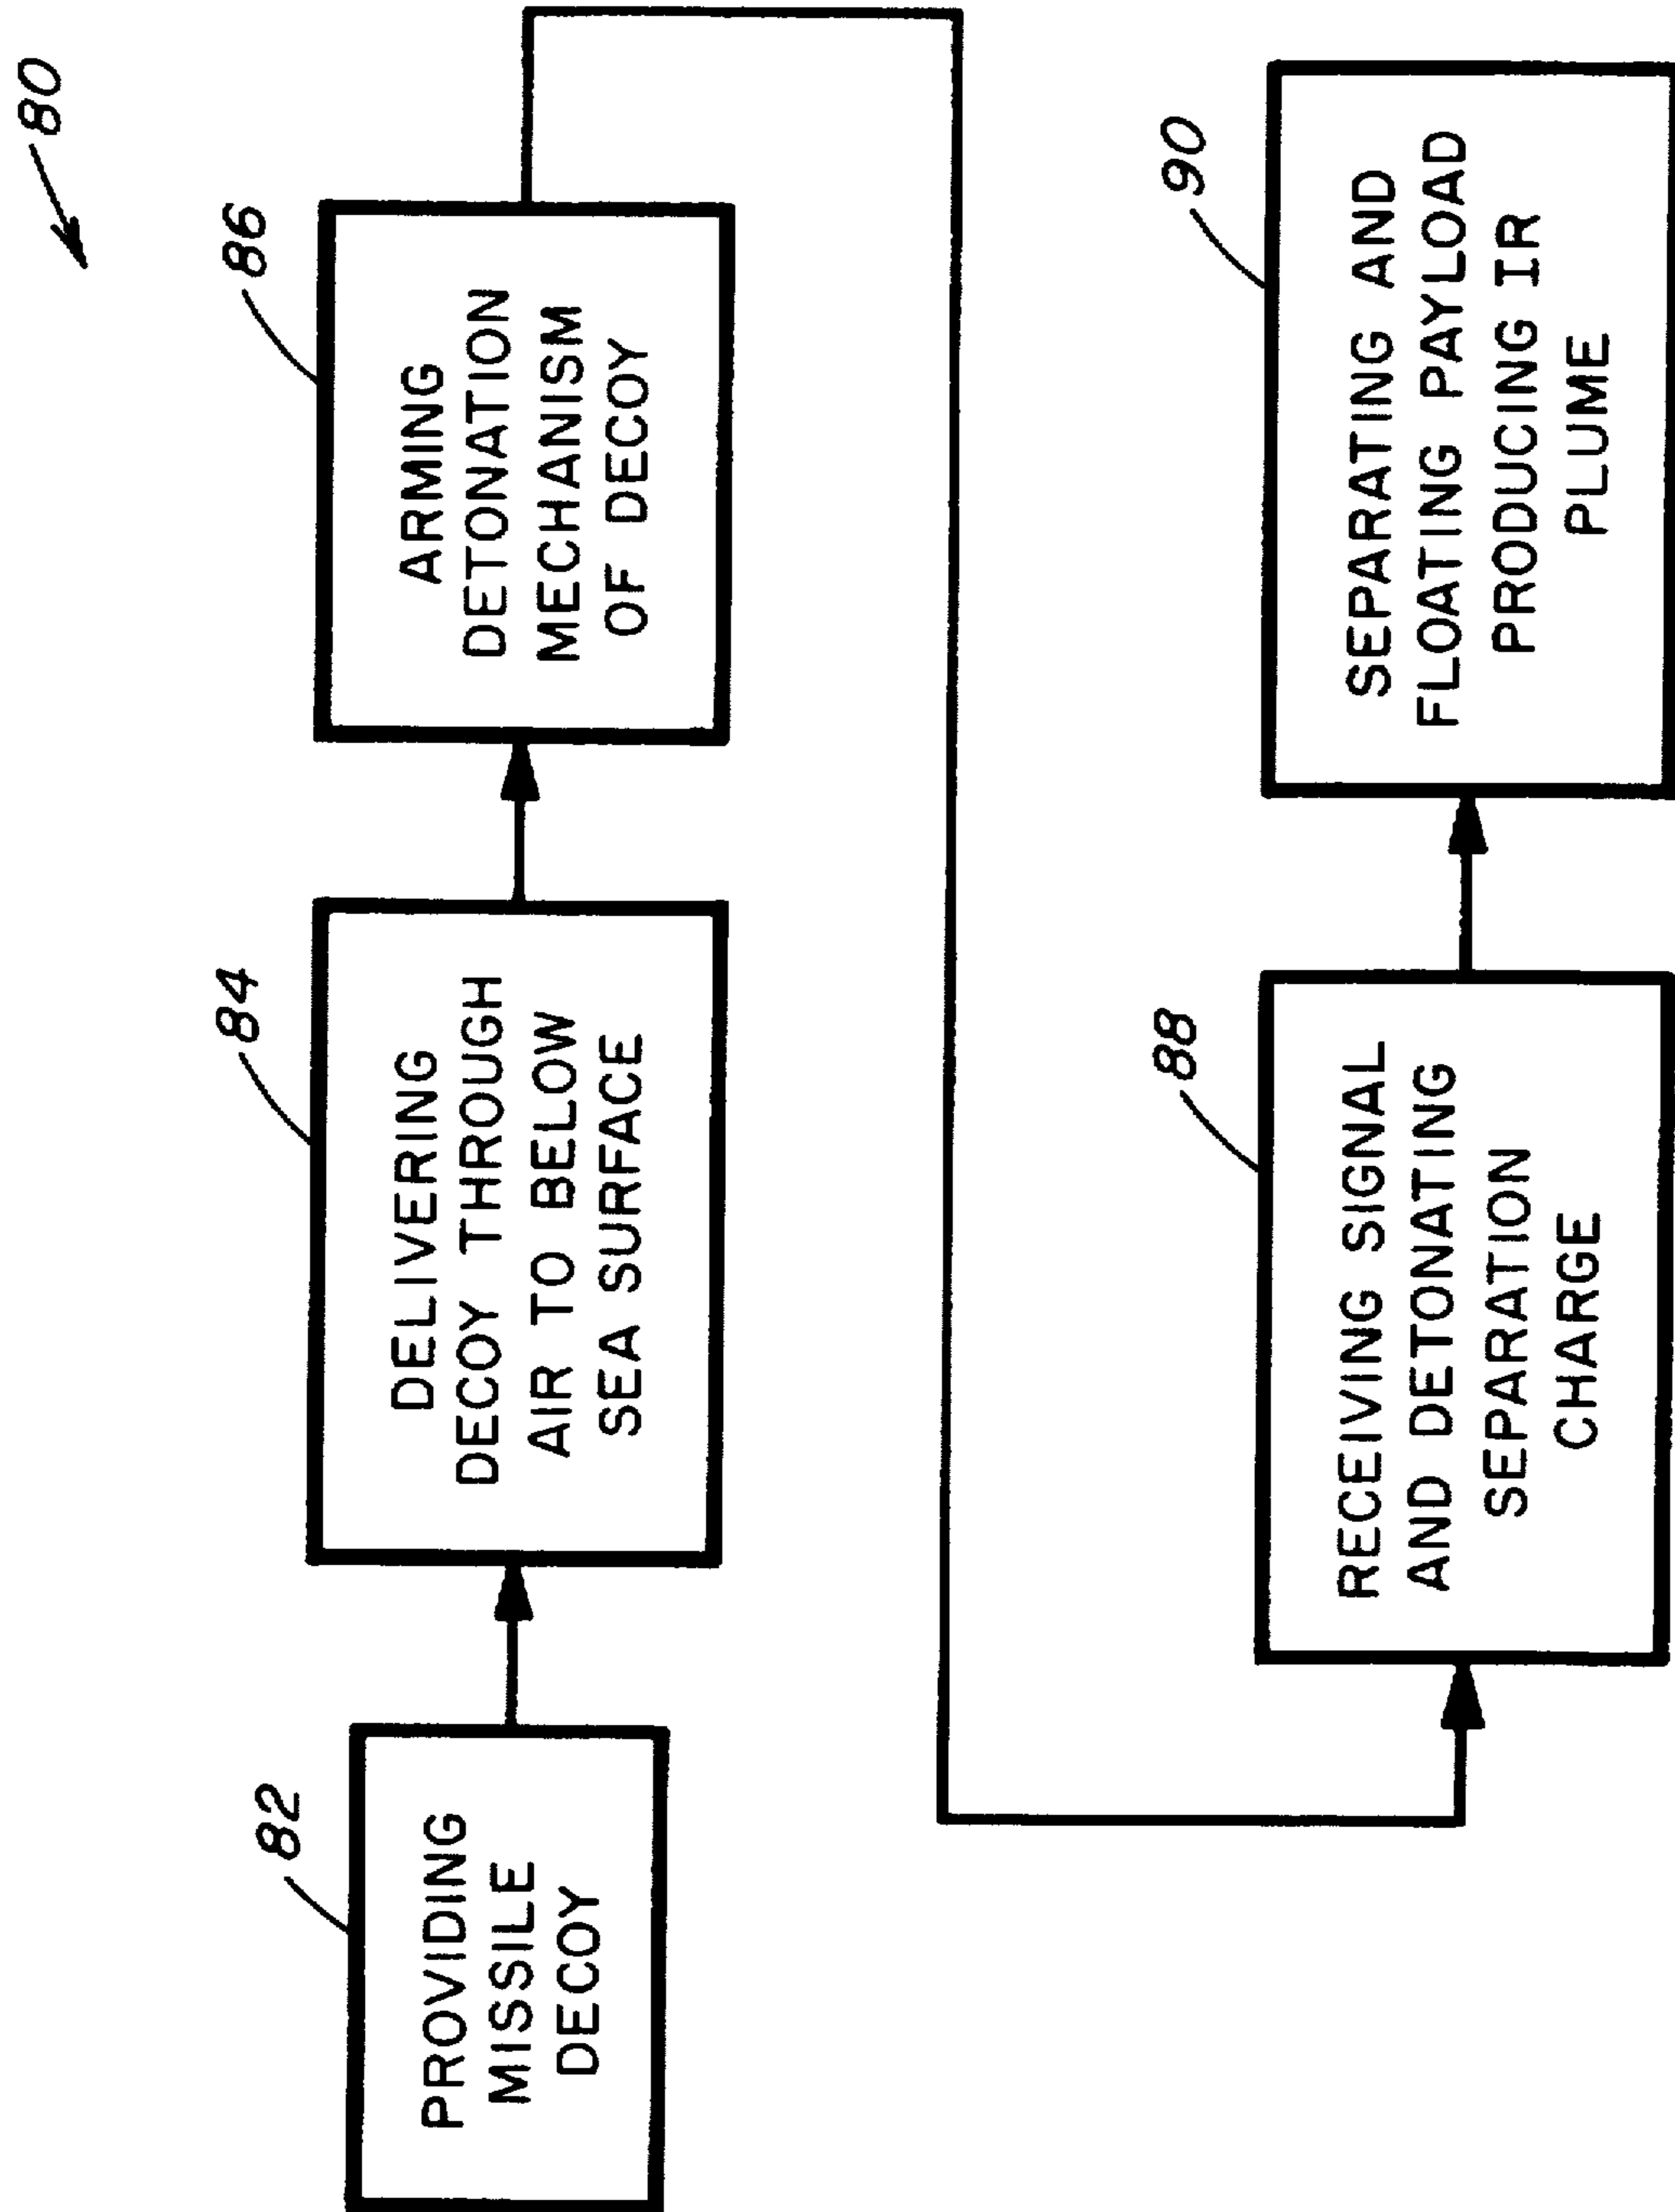 80
82
PROVIDING
MISSILE
DECOY
84
DELIVERING
DECOY THROUGH
AIR TO BELOW
SEA SURFACE
86
ARMING
DETONATION
MECHANISM
OF DECOY
88
RECEIVING SIGNAL
AND DETONATING
SEPARATION
CHARGE
90
SEPARATING AND
FLOATING PAYLOAD
PRODUCING IR
PLUME